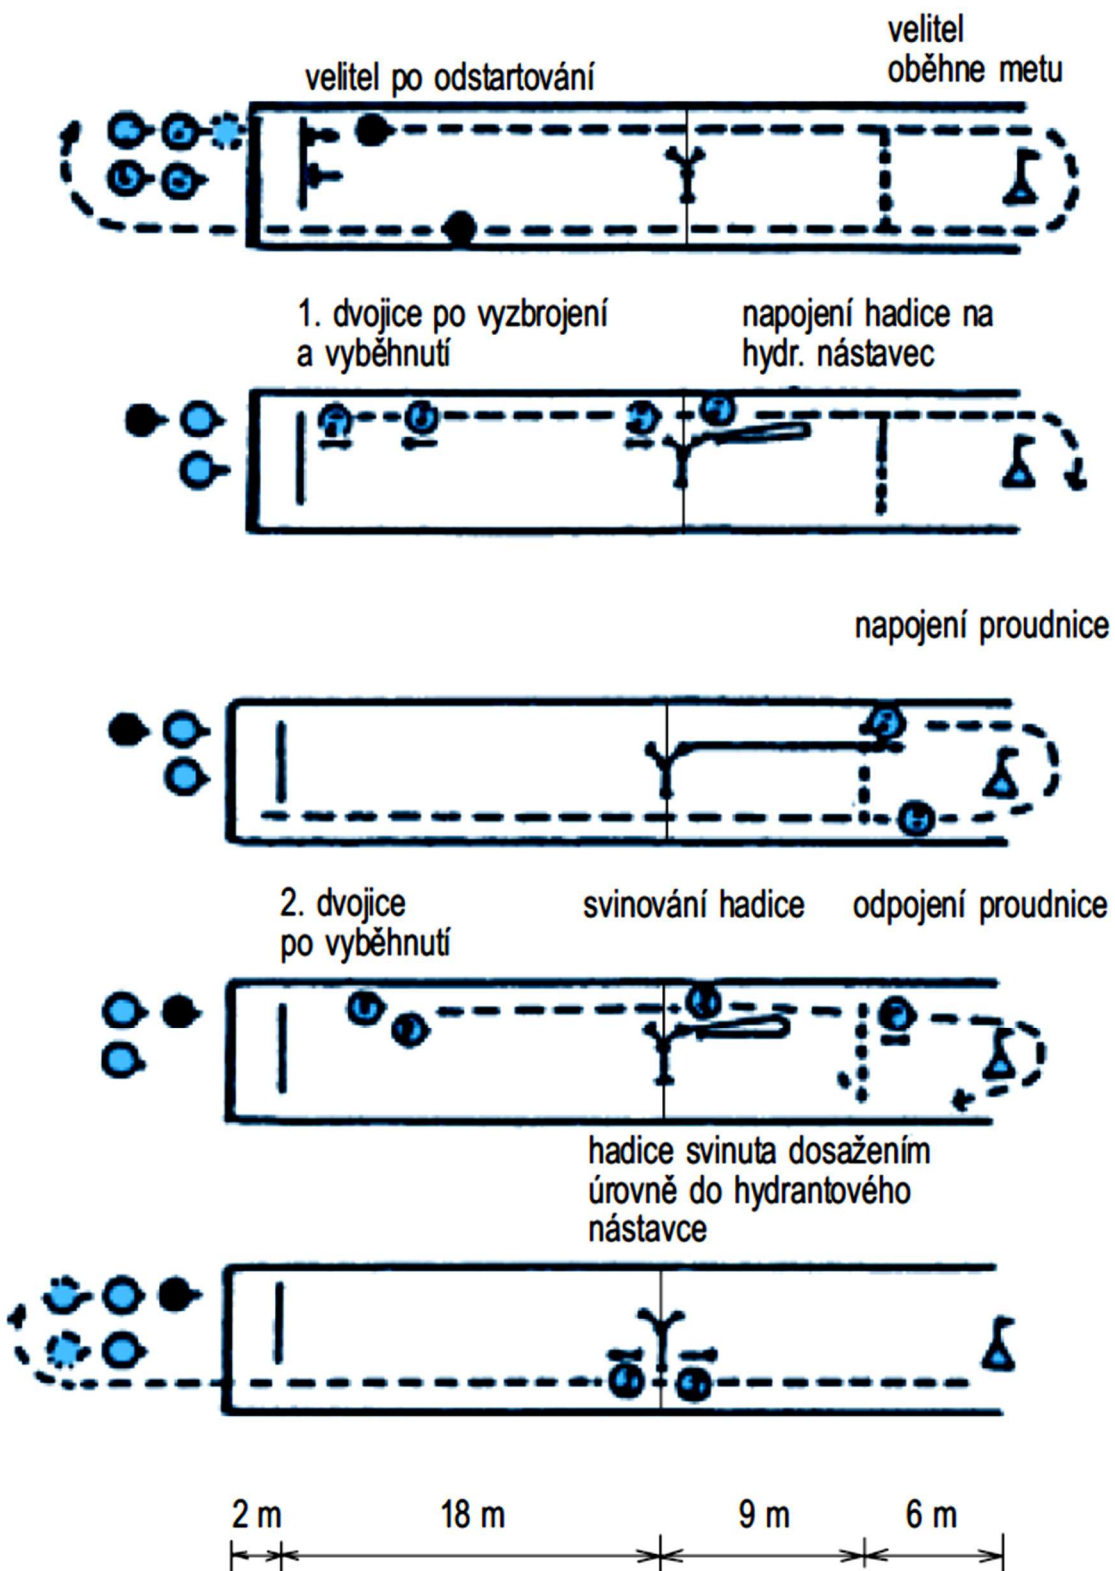 velitel
oběhne metu
velitel po odstartování
1. dvojice po vyzbrojení
a vyběhnutí
napojení hadice na
hydr. nástavec
napojení proudnice
2. dvojice
po vyběhnutí
svinování hadice
odpojení proudnice
hadice svinuta dosažením
úrovně do hydrantového
nástavce
2 m
18 m
9 m
6 m